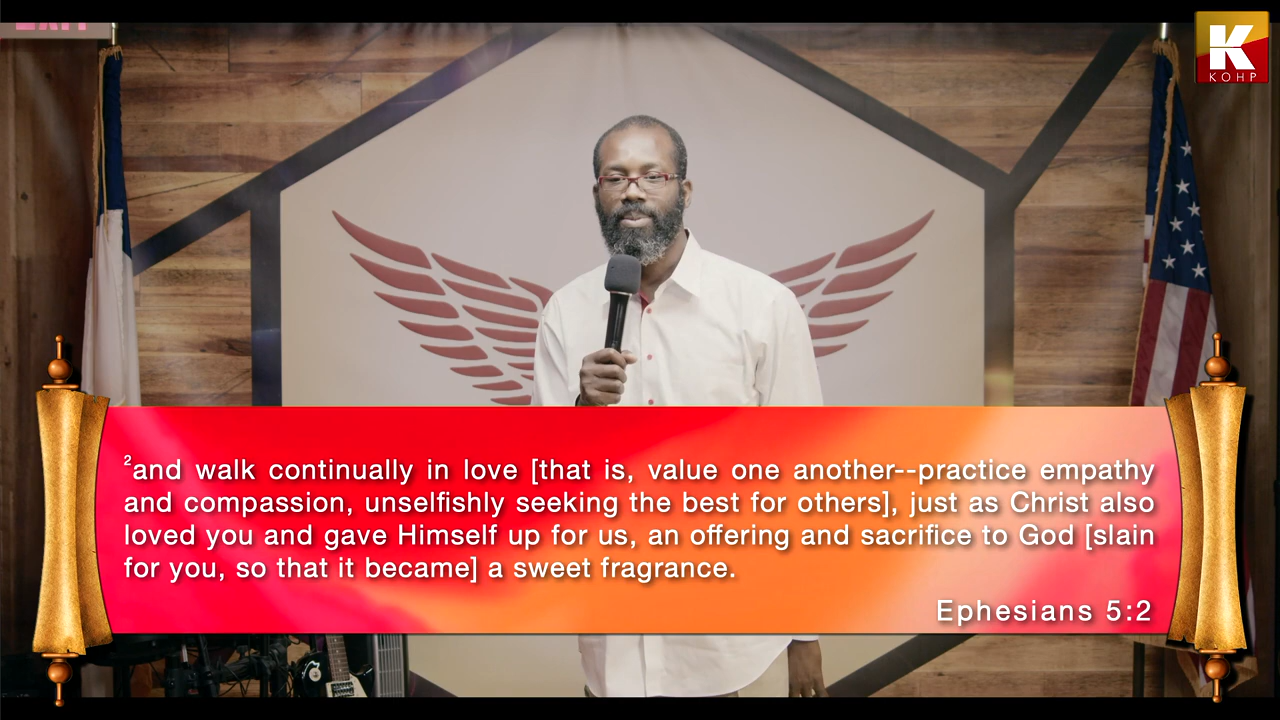 EXIT
K
KOHP
²and walk continually in love [that is, value one another--practice empathy
and compassion, unselfishly seeking the best for others], just as Christ also
loved you and gave Himself up for us, an offering and sacrifice to God [slain
for you, so that it became] a sweet fragrance.
Ephesians 5:2